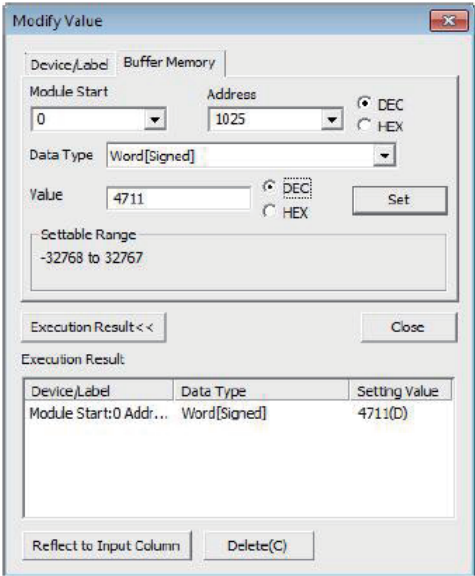 Modify Value
Device/Label Buffer Memory
Module Start Address
0 1025 DEC
HEX
Data Type Word[Signed]
Value 4711 DEC Set
HEX
Settable Range
-32768 to 32767
Execution Result<< Close
Execution Result
Device/Label Data Type Setting Value
Module Start:0 Addr... Word[Signed] 4711(D)
Reflect to Input Column Delete(C)